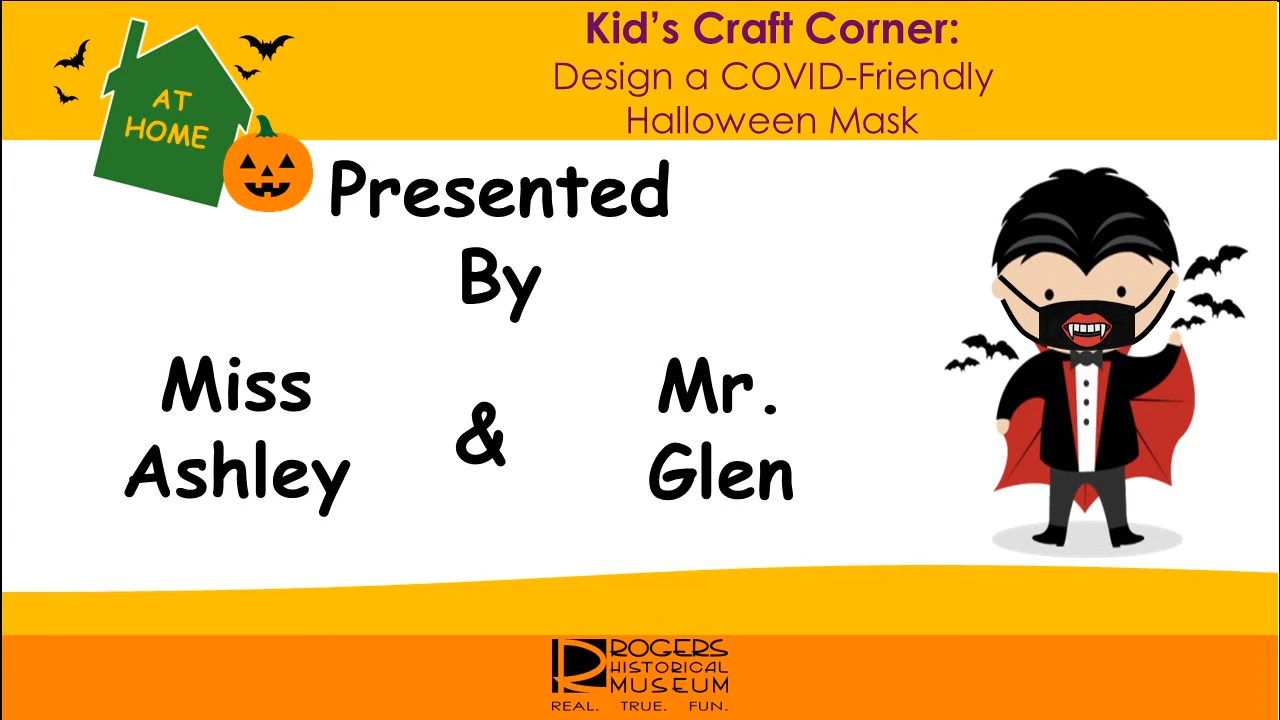 Kid’s Craft Corner:
Design a COVID-Friendly
Halloween Mask
AT
HOME
Presented
By
Miss
Ashley
&
Mr.
Glen
ROGERS
HISTORICAL
MUSEUM
REAL. TRUE. FUN.